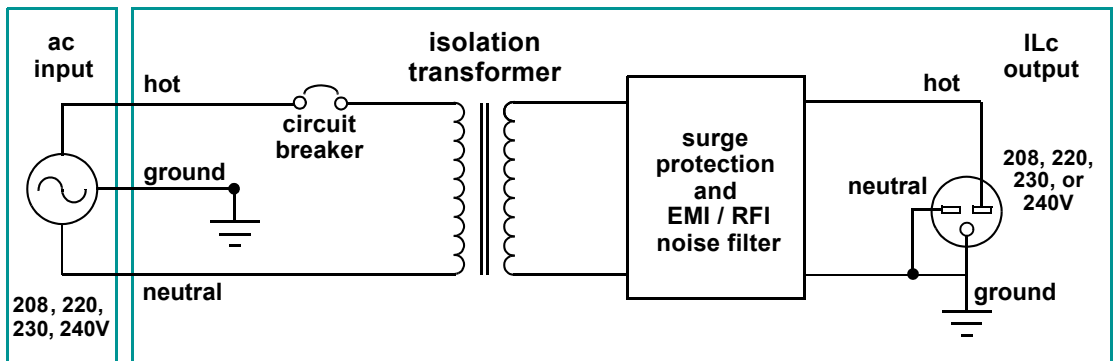 ac
input
208, 220,
230, 240V
hot
ground
neutral
circuit
breaker
isolation
transformer
surge
protection
and
EMI / RFI
noise filter
ILc
output
hot
neutral
208, 220,
230, or
240V
ground